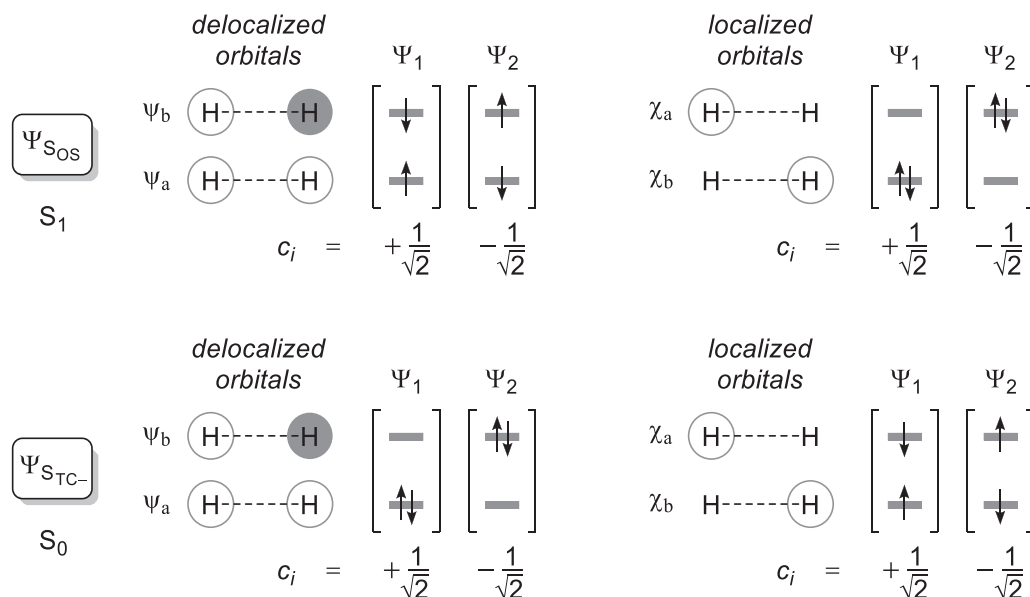 delocalized orbitals Ψ1 Ψ2 localized orbitals Ψ1 Ψ2
ΨSOS ψb H H χa H H
ψa H H χb H H
S1
ci = +1/√2 −1/√2 ci = +1/√2 −1/√2
delocalized orbitals Ψ1 Ψ2 localized orbitals Ψ1 Ψ2
ΨSTC− ψb H H χa H H
ψa H H χb H H
S0
ci = +1/√2 −1/√2 ci = +1/√2 −1/√2